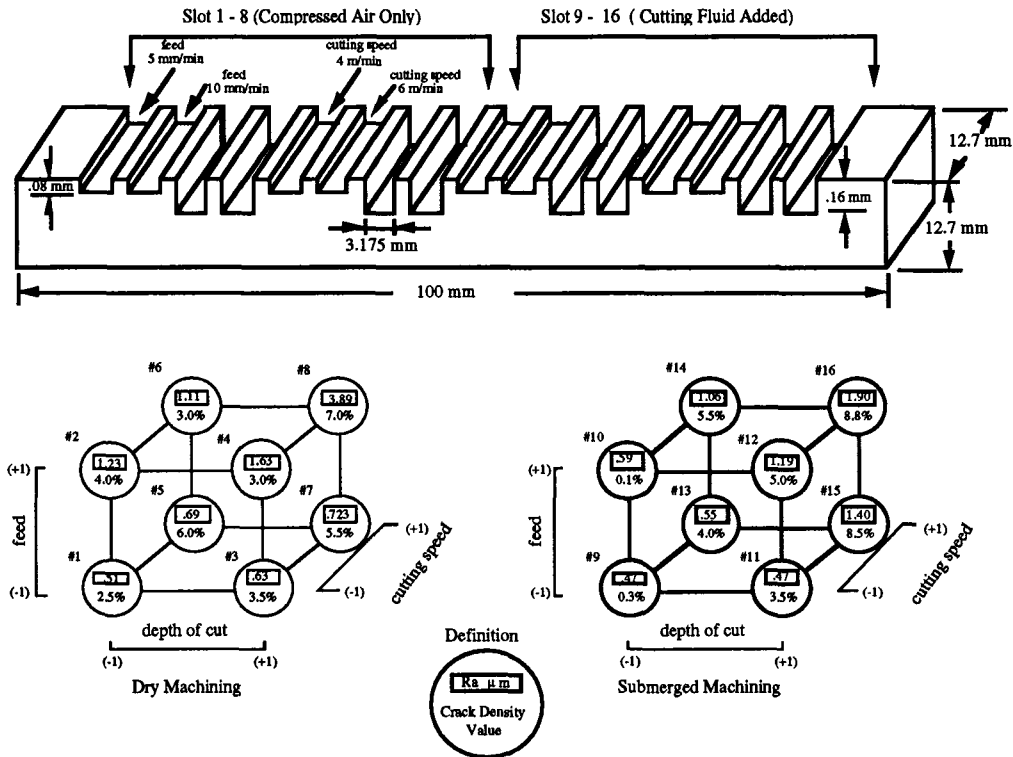 Slot 1 - 8 (Compressed Air Only)
Slot 9 - 16 ( Cutting Fluid Added)
feed
5 mm/min
feed
10 mm/min
cutting speed
4 m/min
cutting speed
6 m/min
12.7 mm
.08 mm
.16 mm
12.7 mm
3.175 mm
100 mm
#6
#8
1.11
3.0%
3.89
7.0%
#2
#4
1.23
4.0%
1.63
3.0%
(+1)
#5
#7
.69
6.0%
.723
5.5%
feed
#1
#3
(+1)
.51
2.5%
.63
3.5%
(-1)
(-1)
cutting speed
depth of cut
(-1)
(+1)
Dry Machining
#14
#16
1.06
5.5%
1.90
8.8%
#10
#12
.59
0.1%
1.19
5.0%
(+1)
#13
#15
.55
4.0%
1.40
8.5%
feed
#9
#11
(+1)
.47
0.3%
.47
3.5%
(-1)
(-1)
cutting speed
depth of cut
(-1)
(+1)
Submerged Machining
Definition
Ra µm
Crack Density
Value